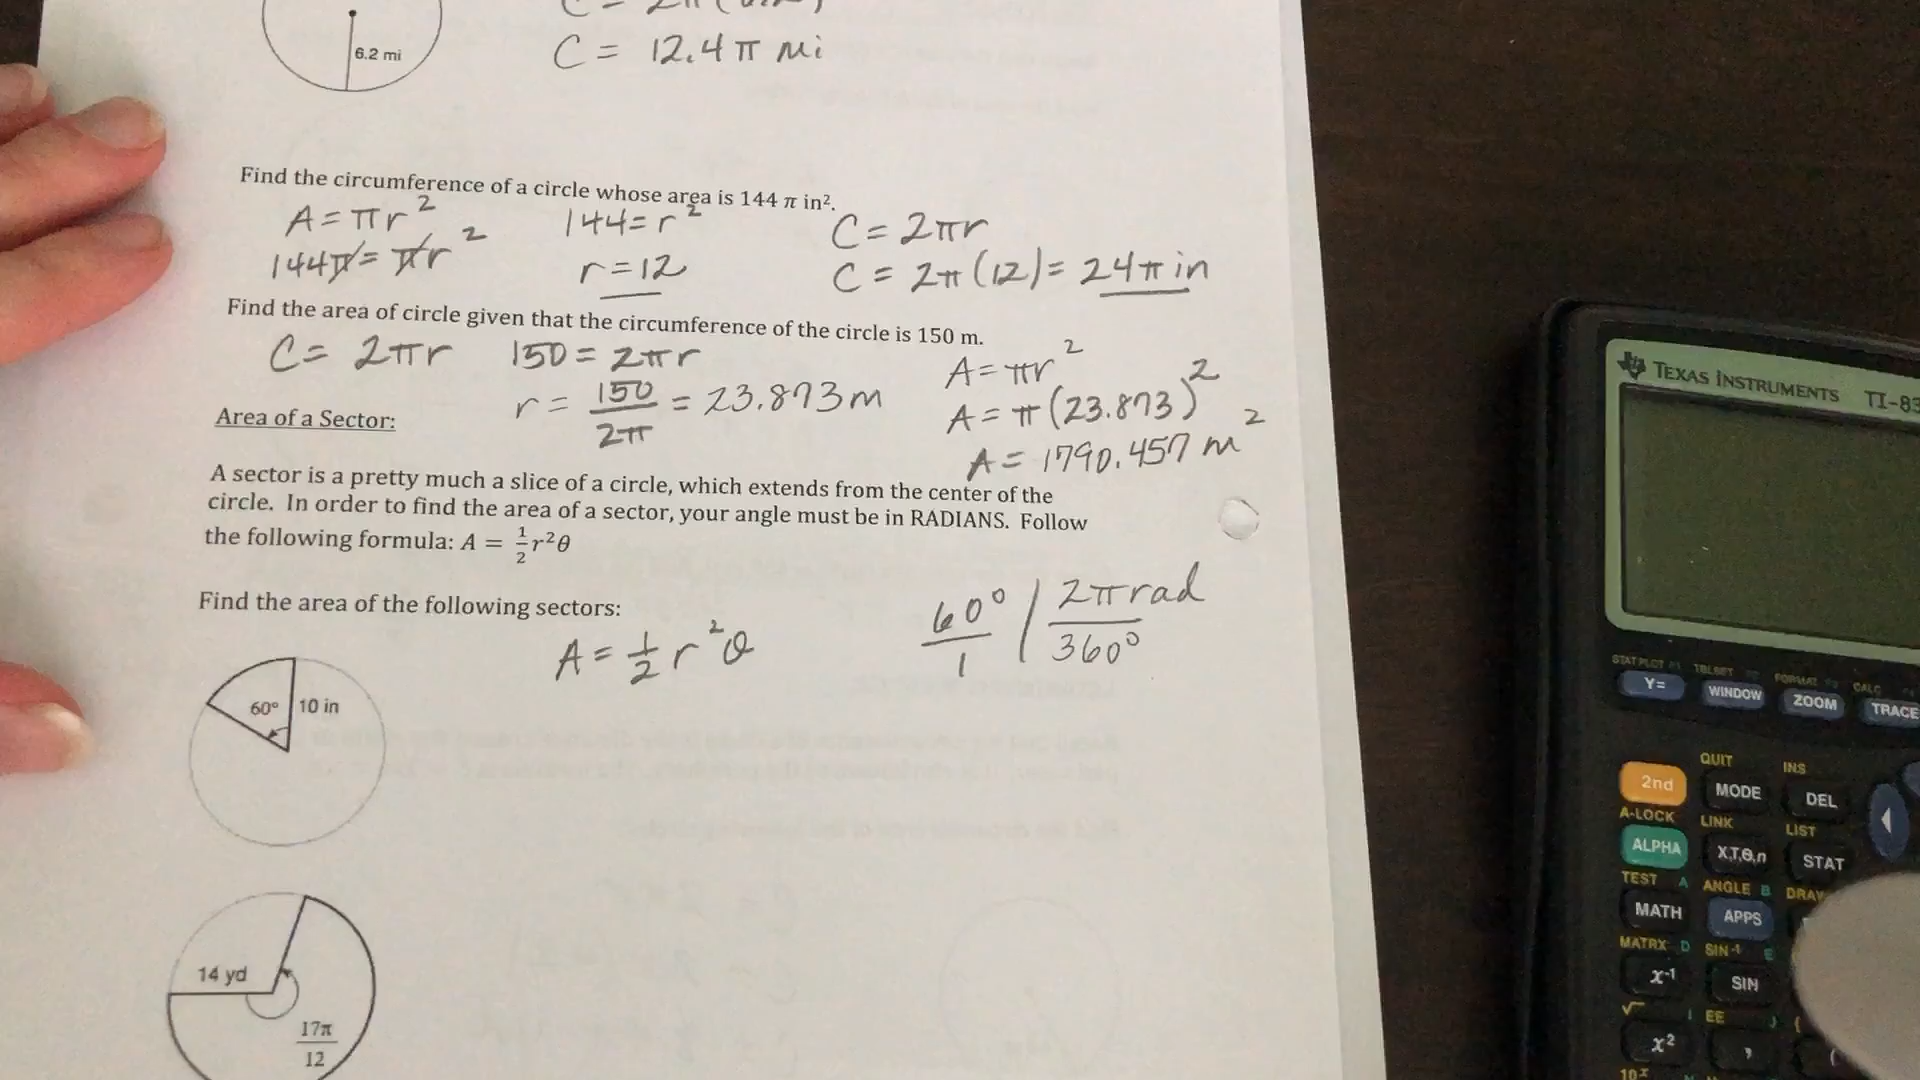 6.2 mi
C = 12.4 π mi
Find the circumference of a circle whose area is 144 π in².
A = πr²
144π = πr²
144 = r²
r = 12
C = 2πr
C = 2π (12) = 24π in
Find the area of circle given that the circumference of the circle is 150 m.
C = 2πr
150 = 2πr
r = 150/2π = 23.873 m
A = πr²
A = π (23.873)²
A = 1790.457 m²
Area of a Sector:
A sector is a pretty much a slice of a circle, which extends from the center of the
circle. In order to find the area of a sector, your angle must be in RADIANS. Follow
the following formula: A = 1/2 r²θ
Find the area of the following sectors:
A = 1/2 r²θ
60°/1 | 2π rad/360°
60° 10 in
14 yd
17π/12
TEXAS INSTRUMENTS TI-83
STAT PLOT TBLSET FORMAT CALC
Y= WINDOW ZOOM TRACE
QUIT INS
2nd MODE DEL
A-LOCK LINK LIST
ALPHA X,T,θ,n STAT
TEST A ANGLE B DRAW
MATH APPS
MATRX D SIN-1 E
x-1 SIN
√ I EE J {
x² , (
10x